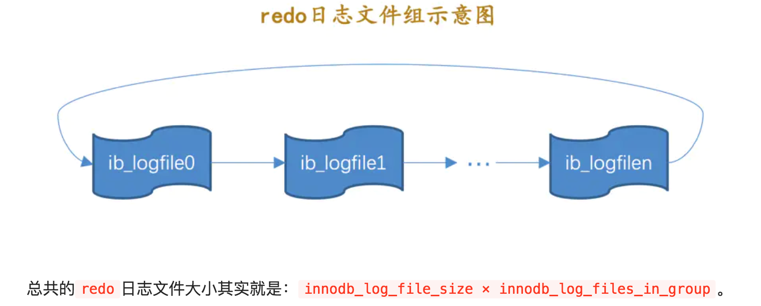 redo日志文件组示意图
ib_logfile0
ib_logfile1
...
ib_logfilen
总共的 redo 日志文件大小其实就是： innodb_log_file_size × innodb_log_files_in_group 。